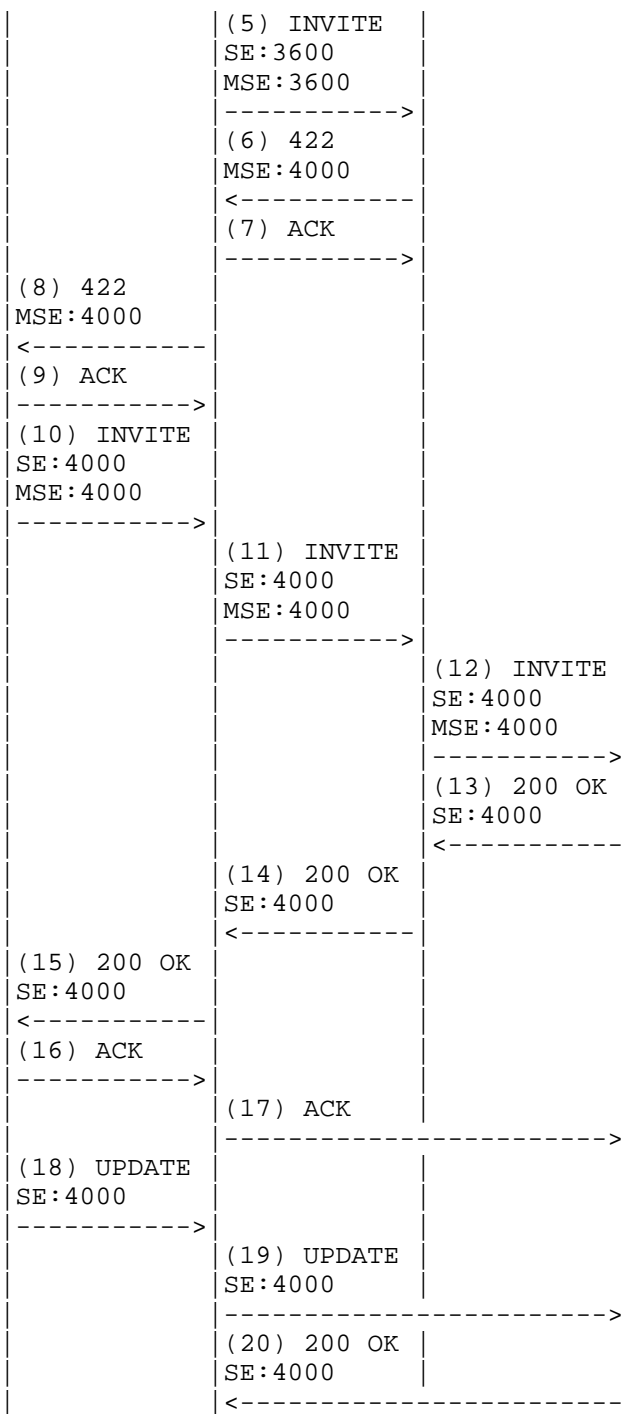 (5) INVITE
SE:3600
MSE:3600
----------->
(6) 422
MSE:4000
<-----------
(7) ACK
----------->
(8) 422
MSE:4000
<-----------
(9) ACK
----------->
(10) INVITE
SE:4000
MSE:4000
----------->
(11) INVITE
SE:4000
MSE:4000
----------->
(12) INVITE
SE:4000
MSE:4000
----------->
(13) 200 OK
SE:4000
<-----------
(14) 200 OK
SE:4000
<-----------
(15) 200 OK
SE:4000
<-----------
(16) ACK
----------->
(17) ACK
------------------------>
(18) UPDATE
SE:4000
----------->
(19) UPDATE
SE:4000
------------------------>
(20) 200 OK
SE:4000
<------------------------